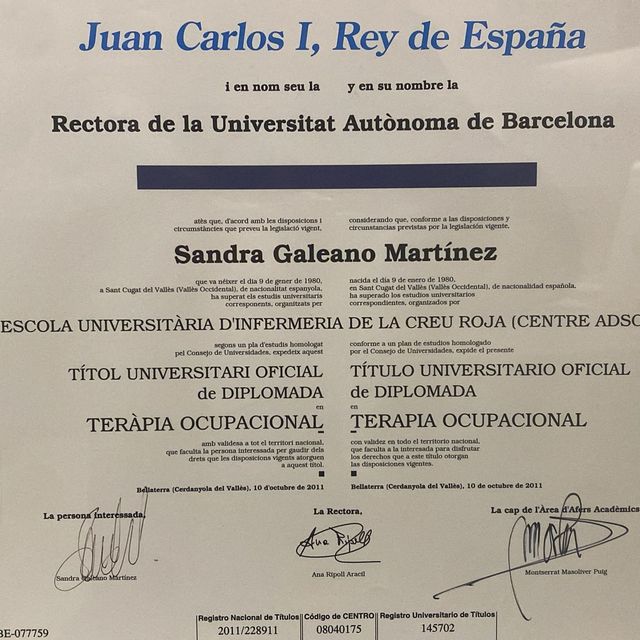 Juan Carlos I, Rey de España
i en nom seu la y en su nombre la
Rectora de la Universitat Autònoma de Barcelona
atès que, d'acord amb les disposicions i
circumstàncies que preveu la legislació vigent,
considerando que, conforme a las disposiciones y
circunstancias previstas por la legislación vigente,
Sandra Galeano Martínez
que va néixer el dia 9 de gener de 1980,
a Sant Cugat del Vallès (Vallès Occidental), de nacionalitat espanyola,
ha superat els estudis universitaris
corresponents, organitzats per
nacida el día 9 de enero de 1980,
en Sant Cugat del Vallès (Vallès Occidental), de nacionalidad española,
ha superado los estudios universitarios
correspondientes, organizados por
ESCOLA UNIVERSITÀRIA D'INFERMERIA DE LA CREU ROJA (CENTRE ADSC
segons un pla d'estudis homologat
pel Consejo de Universidades, expedeix aquest
conforme a un plan de estudios homologado
por el Consejo de Universidades, expide el presente
TÍTOL UNIVERSITARI OFICIAL
de DIPLOMADA
en
TERÀPIA OCUPACIONAL
TÍTULO UNIVERSITARIO OFICIAL
de DIPLOMADA
en
TERAPIA OCUPACIONAL
amb validesa a tot el territori nacional,
que faculta la persona interessada per gaudir dels
drets que les disposicions vigents atorguen
a aquest títol.
con validez en todo el territorio nacional,
que faculta a la interesada para disfrutar
los derechos que a este título otorgan
las disposiciones vigentes.
Bellaterra (Cerdanyola del Vallès), 10 d'octubre de 2011
Bellaterra (Cerdanyola del Vallès), 10 de octubre de 2011
La persona interessada,
La Rectora,
La cap de l'Àrea d'Afers Acadèmics
Ana Ripoll
Sandra Galeano Martínez
Ana Ripoll Aracil
Montserrat Masoliver Puig
BE-077759
Registro Nacional de Títulos Código de CENTRO Registro Universitario de Títulos
2011/228911 08040175 145702